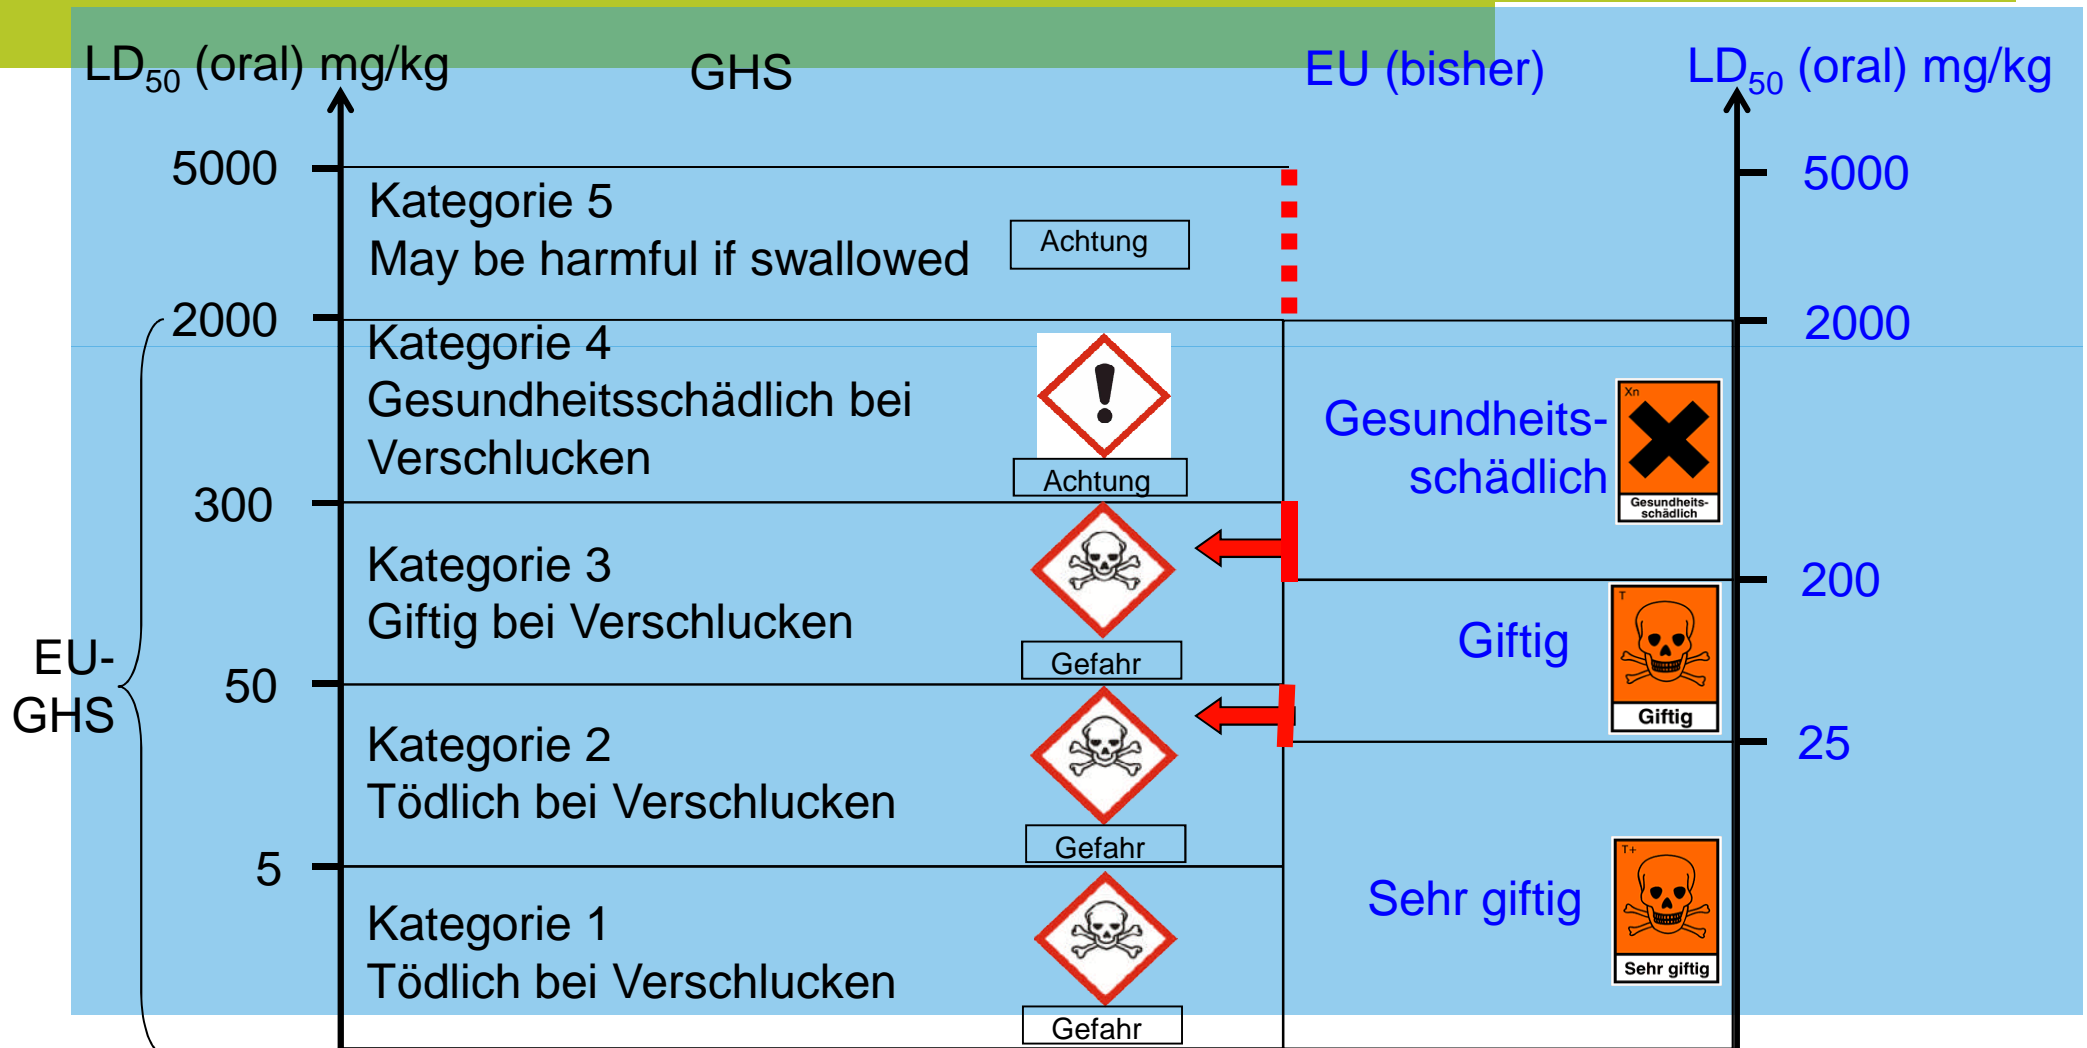 LD50 (oral) mg/kg
GHS
EU (bisher)
LD50 (oral) mg/kg
5000
Kategorie 5
May be harmful if swallowed
Achtung
5000
2000
Kategorie 4
Gesundheitsschädlich bei
Verschlucken
Achtung
Gesundheits-
schädlich
Xn
Gesundheits-
schädlich
2000
300
Kategorie 3
Giftig bei Verschlucken
Gefahr
200
Giftig
T
Giftig
EU-
GHS
50
Kategorie 2
Tödlich bei Verschlucken
Gefahr
25
5
Kategorie 1
Tödlich bei Verschlucken
Gefahr
Sehr giftig
T+
Sehr giftig